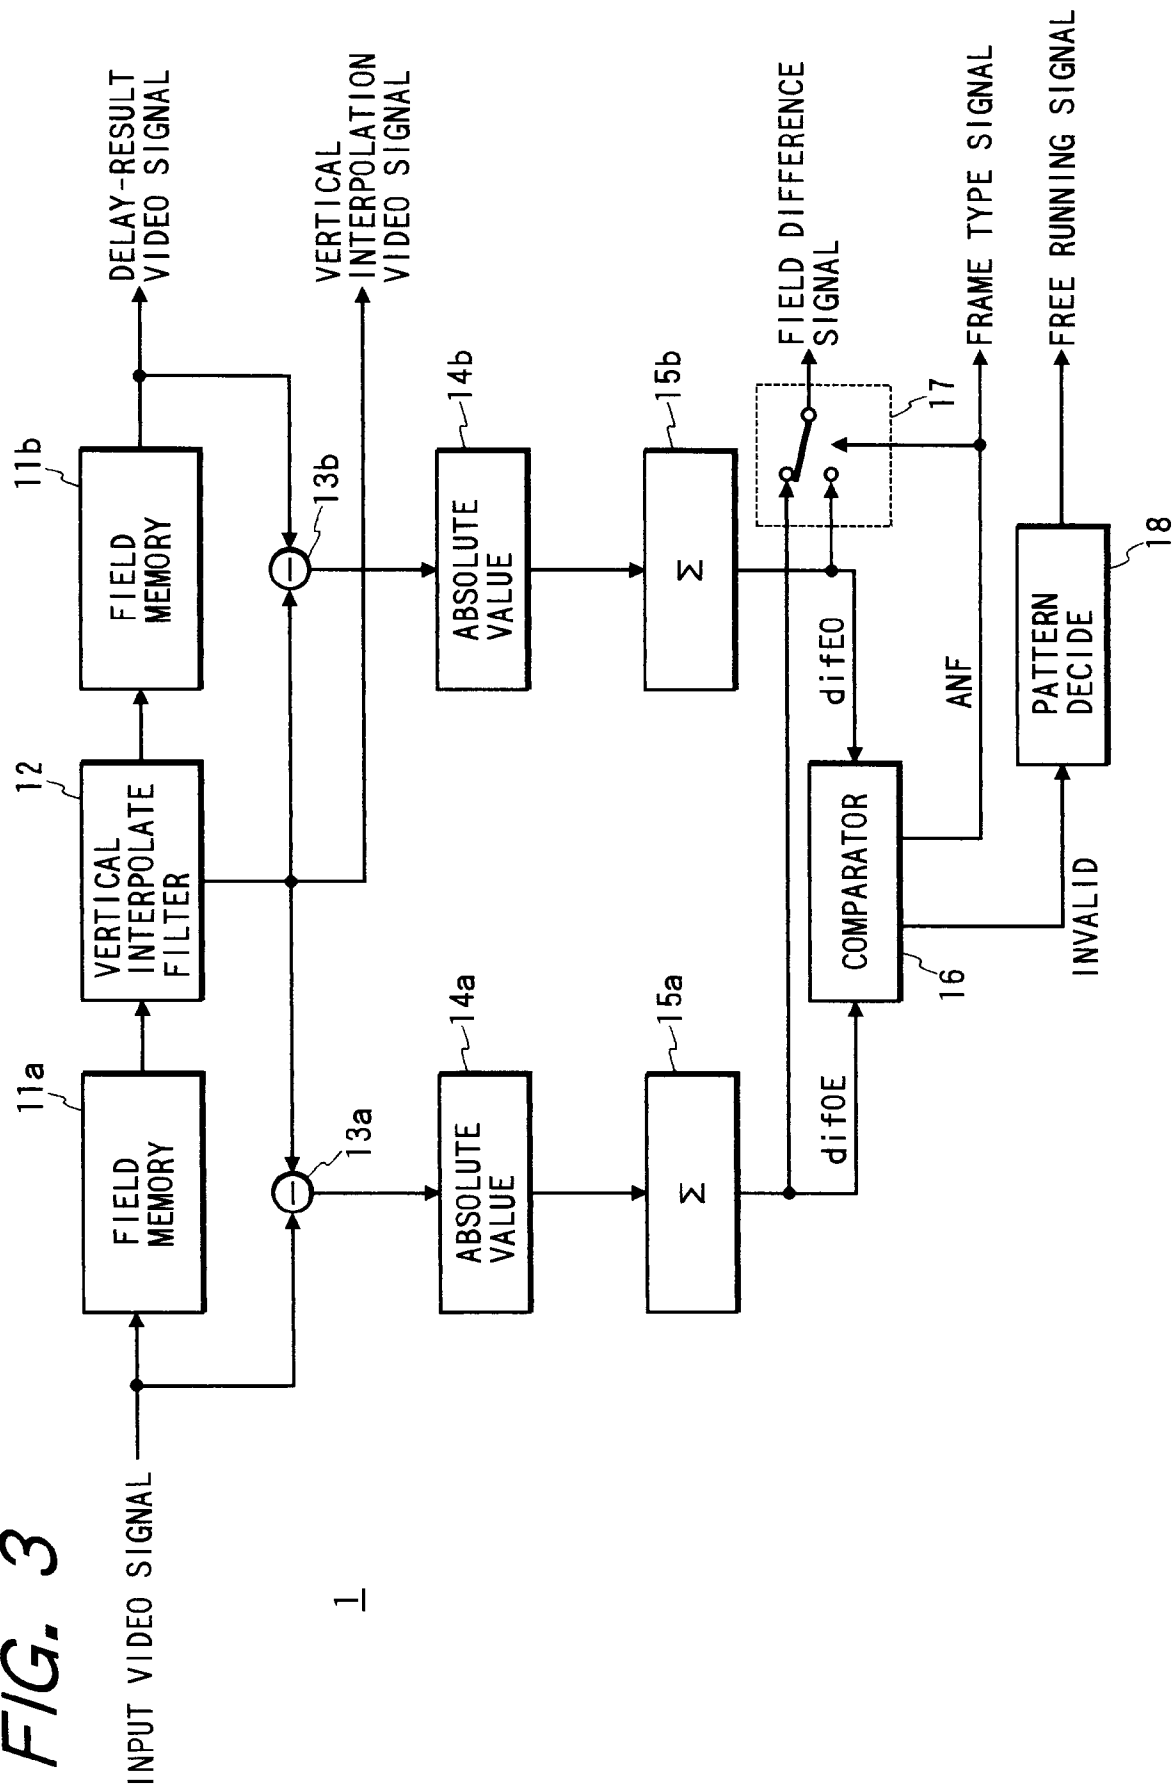 FIG. 3
INPUT VIDEO SIGNAL
1
11a
FIELD
MEMORY
12
VERTICAL
INTERPOLATE
FILTER
11b
FIELD
MEMORY
DELAY-RESULT
VIDEO SIGNAL
13a
13b
VERTICAL
INTERPOLATION
VIDEO SIGNAL
14a
ABSOLUTE
VALUE
14b
ABSOLUTE
VALUE
15a
Σ
15b
Σ
17
FIELD DIFFERENCE
SIGNAL
difOE
difEO
COMPARATOR
16
ANF
FRAME TYPE SIGNAL
INVALID
PATTERN
DECIDE
18
FREE RUNNING SIGNAL